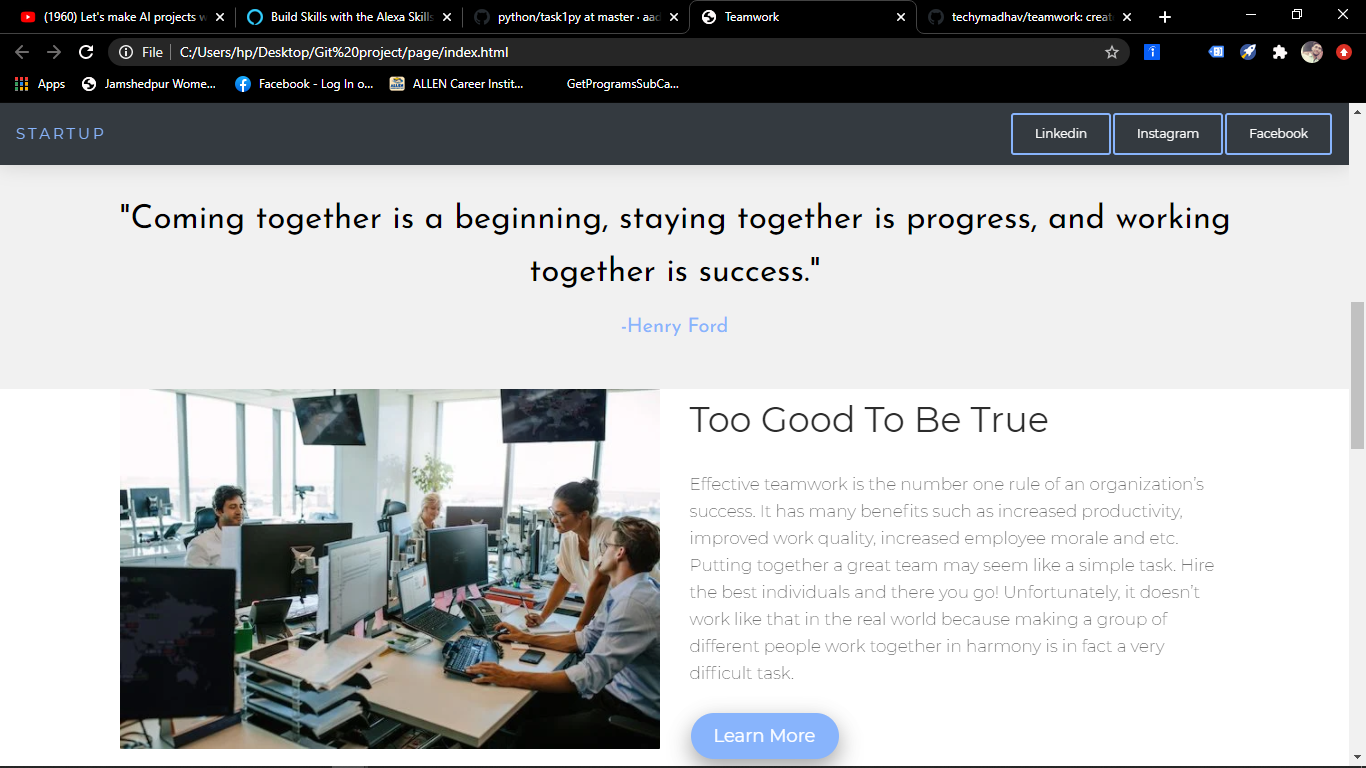 (1960) Let's make AI projects w
Build Skills with the Alexa Skills
python/task1py at master · aad
Teamwork
techymadhav/teamwork: creat
File
C:/Users/hp/Desktop/Git%20project/page/index.html
Apps
Jamshedpur Wome...
Facebook - Log In o...
ALLEN Career Instit...
GetProgramsSubCa...
STARTUP
Linkedin
Instagram
Facebook
"Coming together is a beginning, staying together is progress, and working
together is success."
-Henry Ford
Too Good To Be True
Effective teamwork is the number one rule of an organization's
success. It has many benefits such as increased productivity,
improved work quality, increased employee morale and etc.
Putting together a great team may seem like a simple task. Hire
the best individuals and there you go! Unfortunately, it doesn't
work like that in the real world because making a group of
different people work together in harmony is in fact a very
difficult task.
Learn More